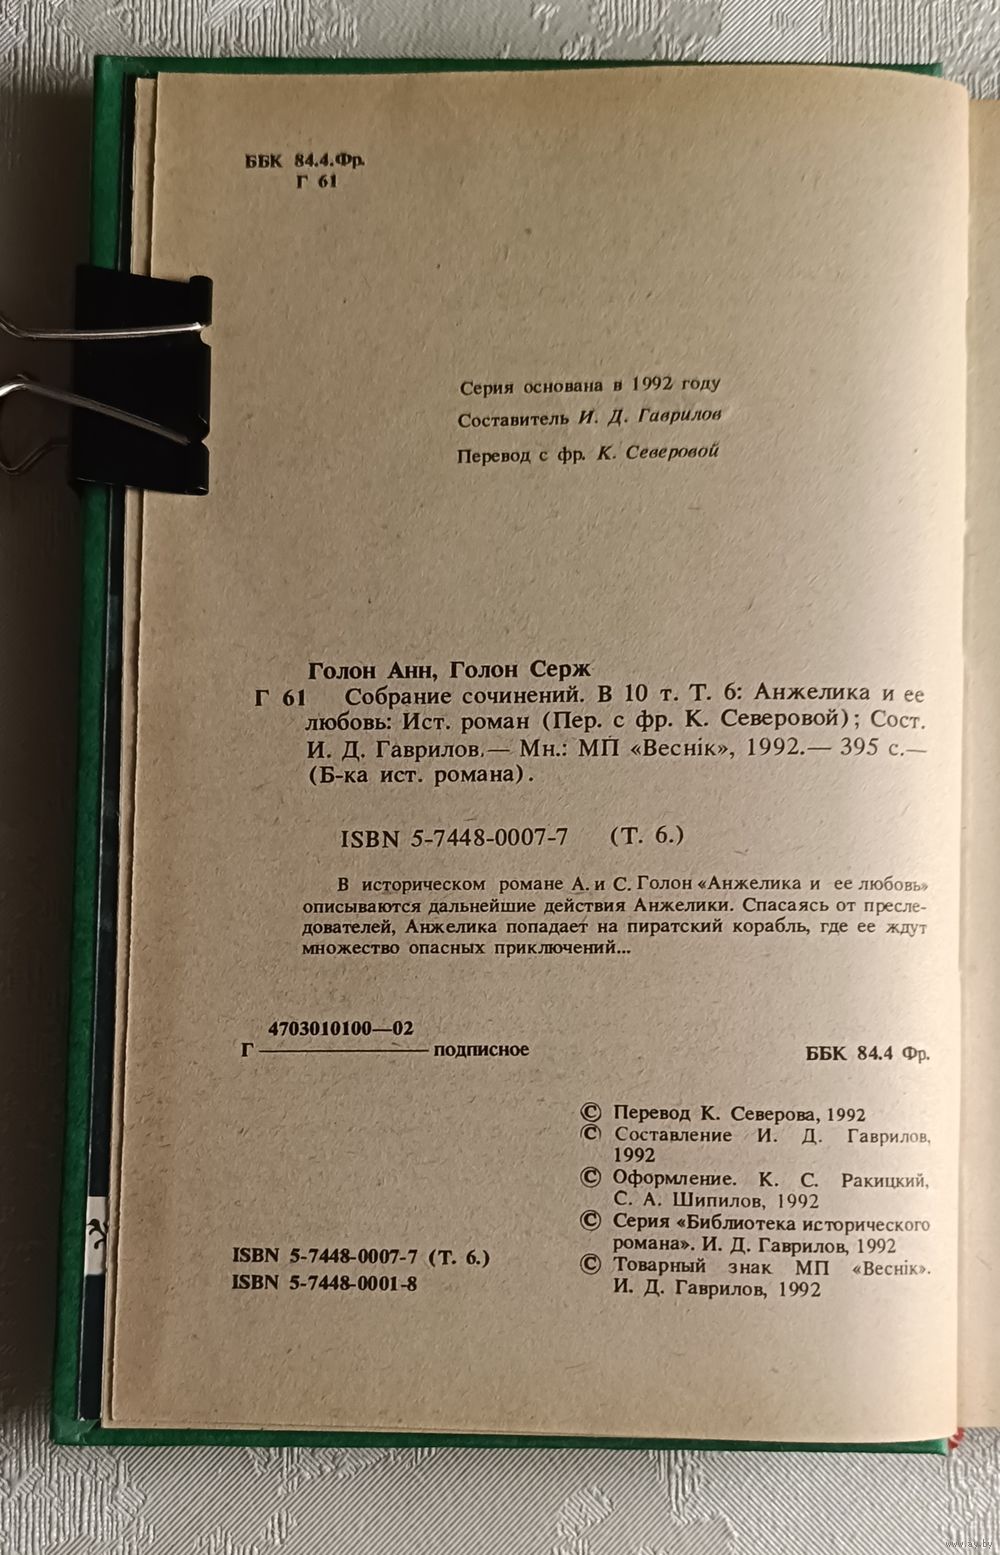 ББК 84.4.Фр.
Г 61
Серия основана в 1992 году
Составитель И. Д. Гаврилов
Перевод с фр. К. Северовой
Голон Анн, Голон Серж
Г 61 Собрание сочинений. В 10 т. Т. 6: Анжелика и ее
любовь: Ист. роман (Пер. с фр. К. Северовой); Сост.
И. Д. Гаврилов.— Мн.: МП «Веснік», 1992.— 395 с.—
(Б-ка ист. романа).
ISBN 5-7448-0007-7 (Т. 6.)
В историческом романе А. и С. Голон «Анжелика и ее любовь»
описываются дальнейшие действия Анжелики. Спасаясь от пресле-
дователей, Анжелика попадает на пиратский корабль, где ее ждут
множество опасных приключений...
4703010100—02
Г ———————— подписное
ББК 84.4 Фр.
© Перевод К. Северова, 1992
© Составление И. Д. Гаврилов,
1992
© Оформление. К. С. Ракицкий,
С. А. Шипилов, 1992
© Серия «Библиотека исторического
романа». И. Д. Гаврилов, 1992
© Товарный знак МП «Веснік».
И. Д. Гаврилов, 1992
ISBN 5-7448-0007-7 (Т. 6.)
ISBN 5-7448-0001-8
www.ay.by